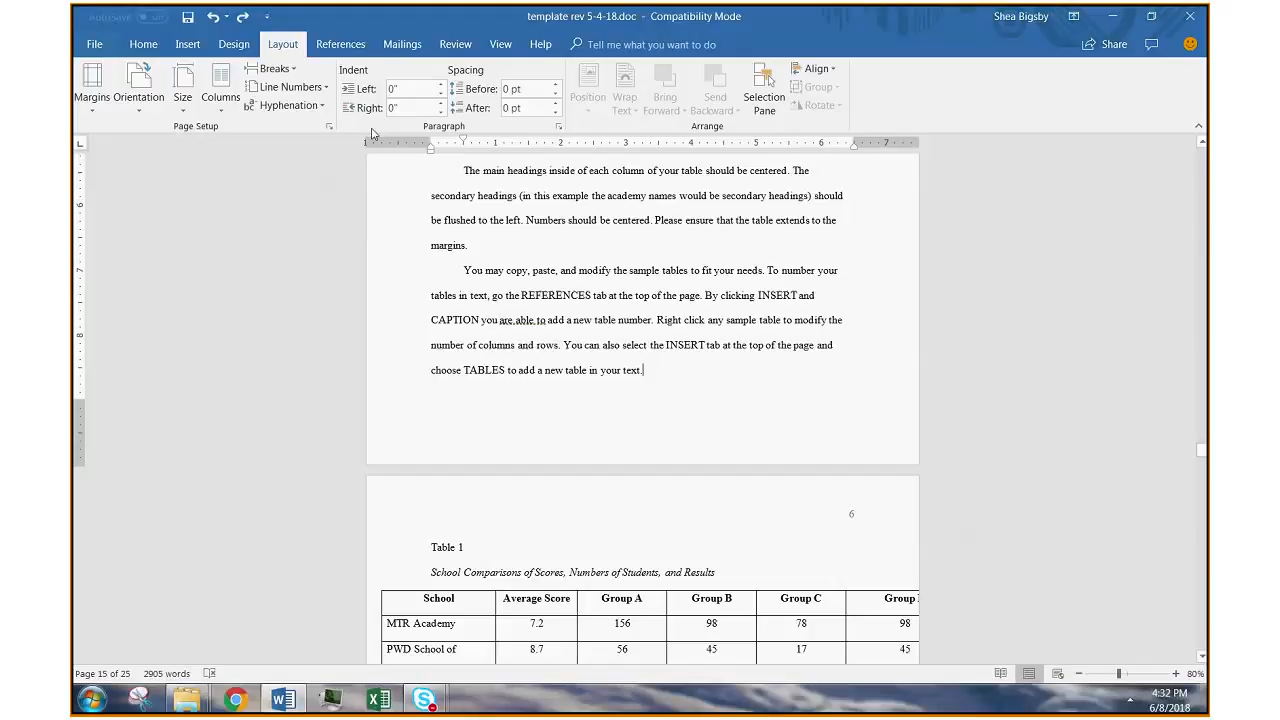 template rev 5-4-18.doc - Compatibility Mode
Shea Bigsby
File
Home
Insert
Design
Layout
References
Mailings
Review
View
Help
Tell me what you want to do
Share
Margins
Orientation
Size
Columns
Breaks
Line Numbers
Hyphenation
Page Setup
Indent
Left: 0"
Right: 0"
Spacing
Before: 0 pt
After: 0 pt
Paragraph
Position
Wrap Text
Bring Forward
Send Backward
Selection Pane
Align
Group
Rotate
Arrange
1 1 2 3 4 5 6 7
6
7
8
The main headings inside of each column of your table should be centered. The
secondary headings (in this example the academy names would be secondary headings) should
be flushed to the left. Numbers should be centered. Please ensure that the table extends to the
margins.
You may copy, paste, and modify the sample tables to fit your needs. To number your
tables in text, go the REFERENCES tab at the top of the page. By clicking INSERT and
CAPTION you are able to add a new table number. Right click any sample table to modify the
number of columns and rows. You can also select the INSERT tab at the top of the page and
choose TABLES to add a new table in your text.
6
Table 1
School Comparisons of Scores, Numbers of Students, and Results
School Average Score Group A Group B Group C Group
MTR Academy 7.2 156 98 78 98
PWD School of 8.7 56 45 17 45
Page 15 of 25
2905 words
80%
4:32 PM
6/8/2018